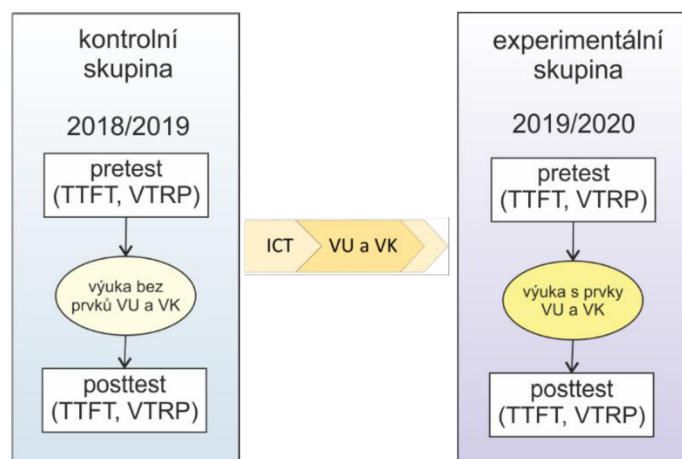 kontrolní
skupina
2018/2019
pretest
(TTFT, VTRP)
výuka bez
prvků VU a VK
posttest
(TTFT, VTRP)
ICT
VU a VK
experimentální
skupina
2019/2020
pretest
(TTFT, VTRP)
výuka s prvky
VU a VK
posttest
(TTFT, VTRP)